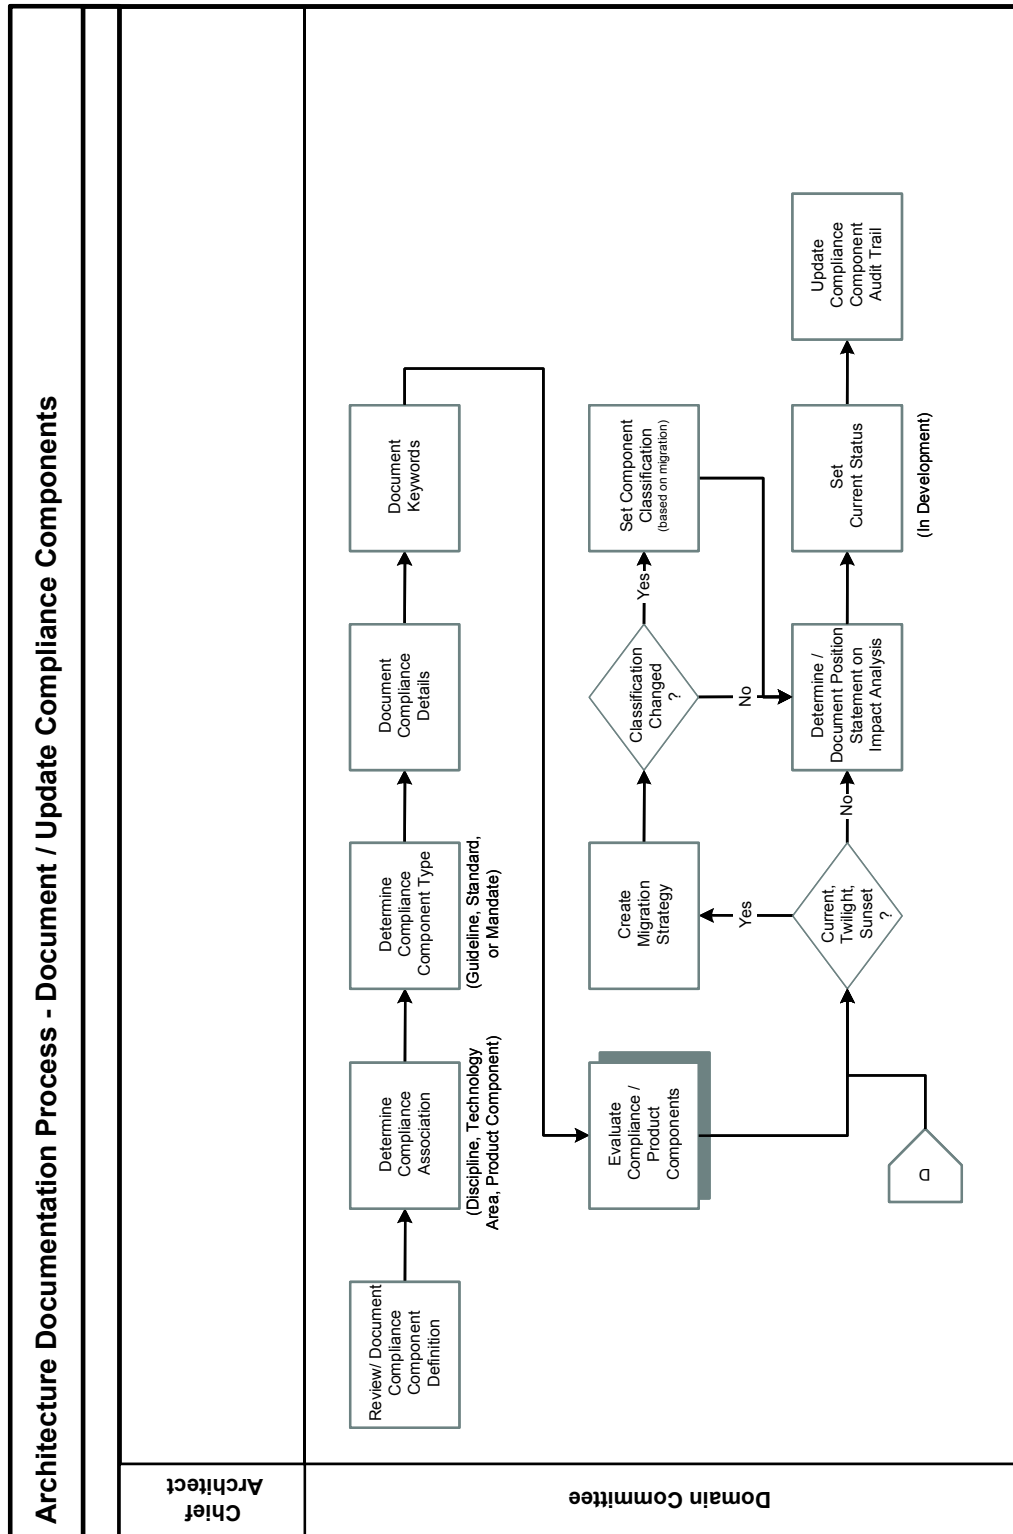 Architecture Documentation Process - Document / Update Compliance Components
Chief
Architect
Domain Committee
Review/ Document
Compliance
Component
Definition
Determine
Compliance
Association
(Discipline, Technology
Area, Product Component)
Determine
Compliance
Component Type
(Guideline, Standard,
or Mandate)
Document
Compliance
Details
Document
Keywords
Evaluate
Compliance /
Product
Components
Create
Migration
Strategy
Classification
Changed
?
Yes
No
Set Component
Classification
(based on migration)
D
Current,
Twilight,
Sunset
?
Yes
No
Determine /
Document Position
Statement on
Impact Analysis
Set
Current Status
(In Development)
Update
Compliance
Component
Audit Trail